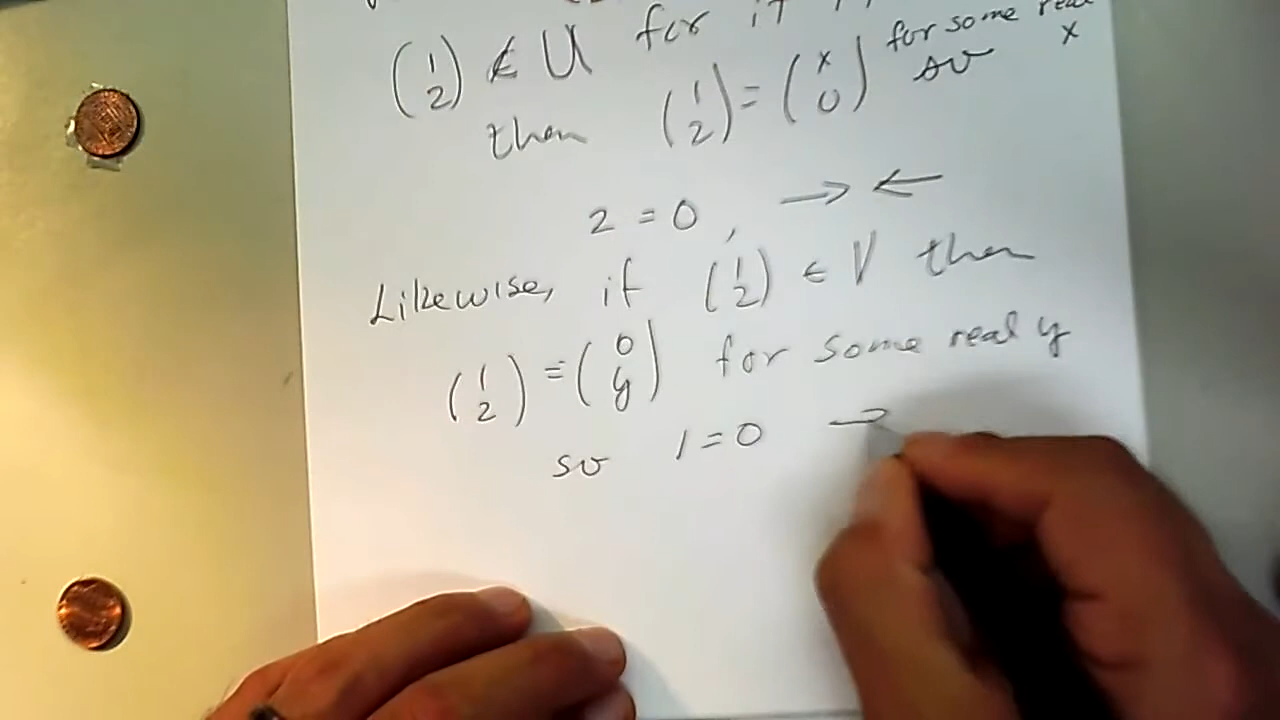 (1 2) ∉ U for if
for some real x
then (1 2) = (x 0) so
2 = 0, →←
Likewise, if (1 2) ∈ V then
(1 2) = (0 y) for some real y
so 1 = 0 →